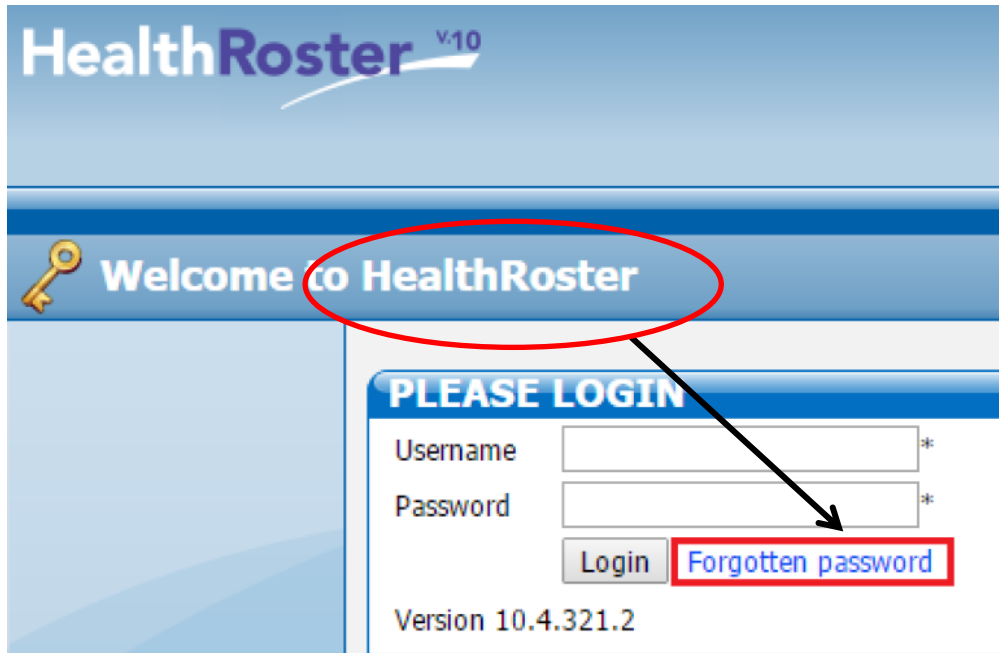 HealthRoster V.10
Welcome to HealthRoster
PLEASE LOGIN
Username *
Password *
Login Forgotten password
Version 10.4.321.2